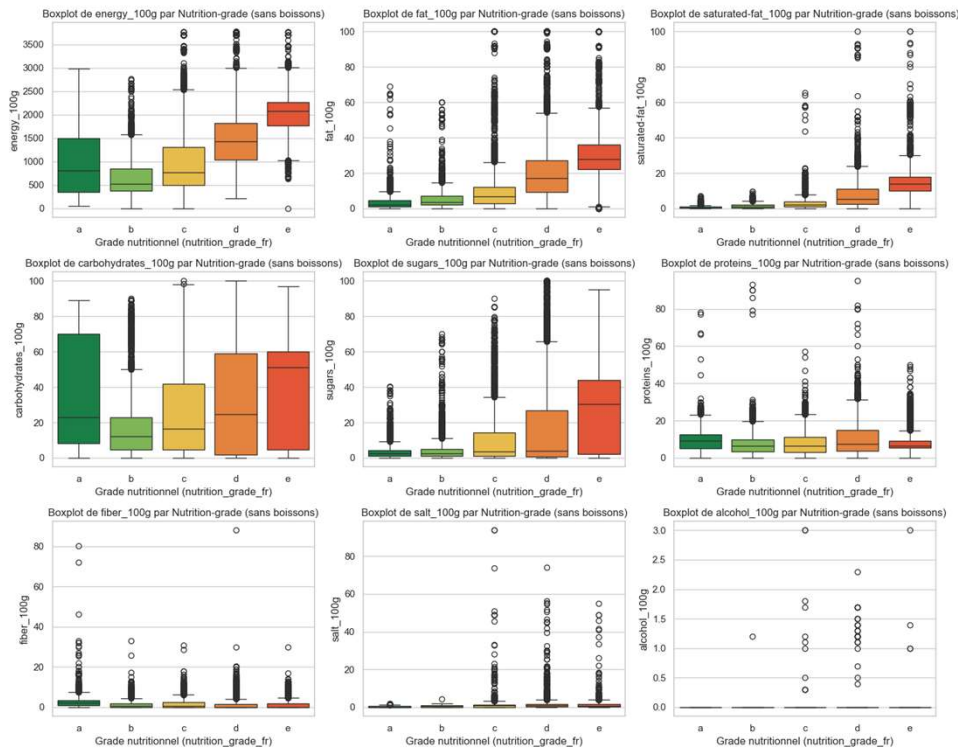 Boxplot de energy_100g par Nutrition-grade (sans boissons)
energy_100g
3500
3000
2500
2000
1500
1000
500
0
a b c d e
Grade nutritionnel (nutrition_grade_fr)
Boxplot de fat_100g par Nutrition-grade (sans boissons)
fat_100g
100
80
60
40
20
0
a b c d e
Grade nutritionnel (nutrition_grade_fr)
Boxplot de saturated-fat_100g par Nutrition-grade (sans boissons)
saturated-fat_100g
100
80
60
40
20
0
a b c d e
Grade nutritionnel (nutrition_grade_fr)
Boxplot de carbohydrates_100g par Nutrition-grade (sans boissons)
carbohydrates_100g
100
80
60
40
20
0
a b c d e
Grade nutritionnel (nutrition_grade_fr)
Boxplot de sugars_100g par Nutrition-grade (sans boissons)
sugars_100g
100
80
60
40
20
0
a b c d e
Grade nutritionnel (nutrition_grade_fr)
Boxplot de proteins_100g par Nutrition-grade (sans boissons)
proteins_100g
80
60
40
20
0
a b c d e
Grade nutritionnel (nutrition_grade_fr)
Boxplot de fiber_100g par Nutrition-grade (sans boissons)
fiber_100g
80
60
40
20
0
a b c d e
Grade nutritionnel (nutrition_grade_fr)
Boxplot de salt_100g par Nutrition-grade (sans boissons)
salt_100g
80
60
40
20
0
a b c d e
Grade nutritionnel (nutrition_grade_fr)
Boxplot de alcohol_100g par Nutrition-grade (sans boissons)
alcohol_100g
3.0
2.5
2.0
1.5
1.0
0.5
0.0
a b c d e
Grade nutritionnel (nutrition_grade_fr)